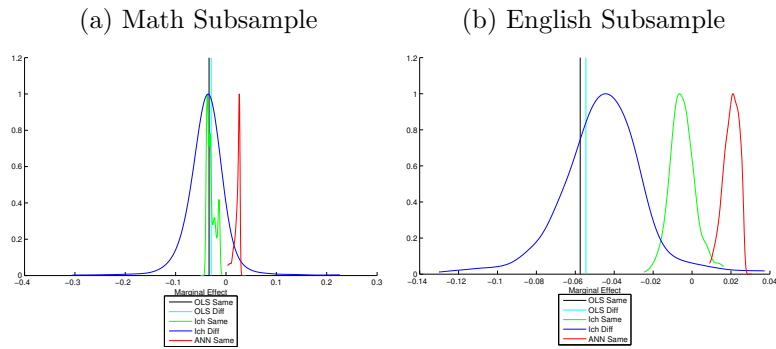 (a) Math Subsample
(b) English Subsample
1.2
1
0.8
0.6
0.4
0.2
0
−0.4 −0.3 −0.2 −0.1 0 0.1 0.2 0.3
Marginal Effect
OLS Same
OLS Diff
Ich Same
Ich Diff
ANN Same
1.2
1
0.8
0.6
0.4
0.2
0
−0.14 −0.12 −0.1 −0.08 −0.06 −0.04 −0.02 0 0.02 0.04
Marginal Effect
OLS Same
OLS Diff
Ich Same
Ich Diff
ANN Same